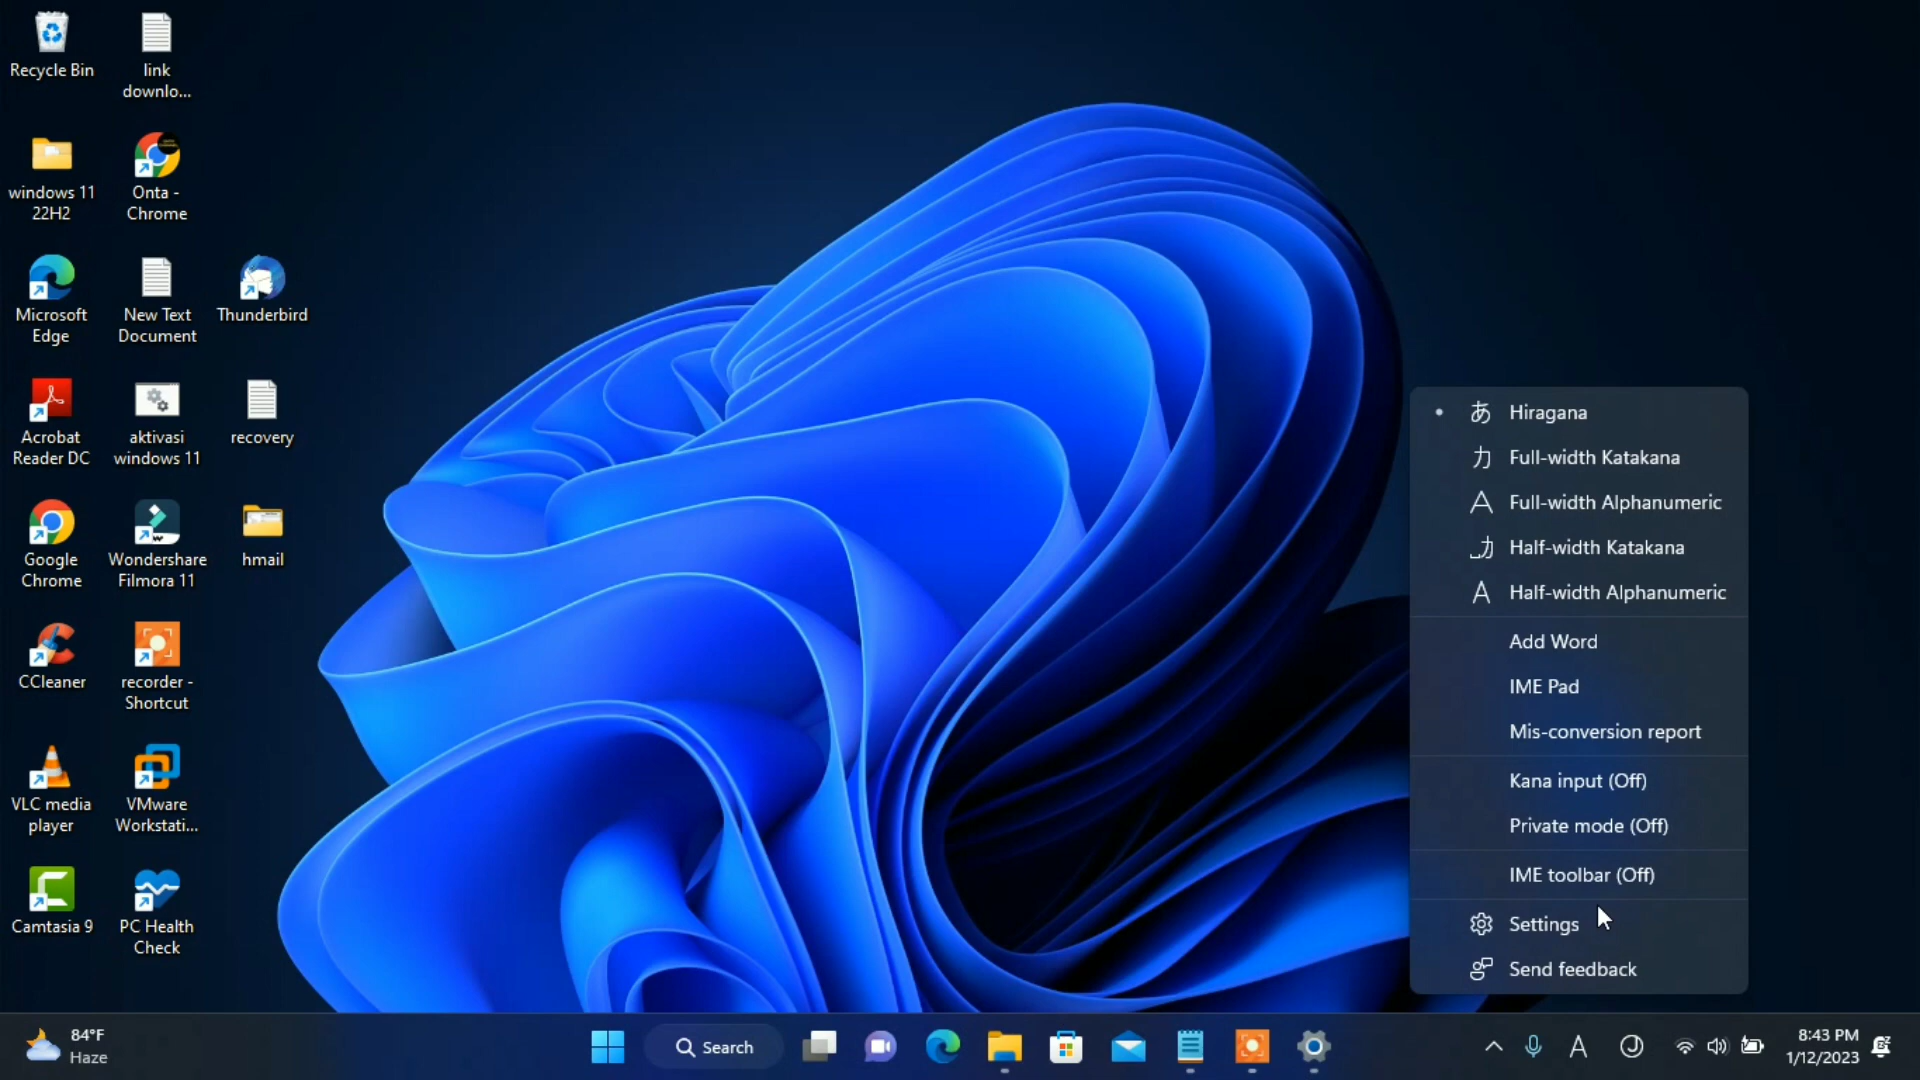 Recycle Bin
link
downlo...
windows 11
22H2
Onta -
Chrome
Microsoft
Edge
New Text
Document
Thunderbird
Acrobat
Reader DC
aktivasi
windows 11
recovery
Google
Chrome
Wondershare
Filmora 11
hmail
CCleaner
recorder -
Shortcut
VLC media
player
VMware
Workstati...
Camtasia 9
PC Health
Check
あ Hiragana
カ Full-width Katakana
A Full-width Alphanumeric
カ Half-width Katakana
A Half-width Alphanumeric
Add Word
IME Pad
Mis-conversion report
Kana input (Off)
Private mode (Off)
IME toolbar (Off)
Settings
Send feedback
84°F
Haze
Search
A
J
8:43 PM
1/12/2023